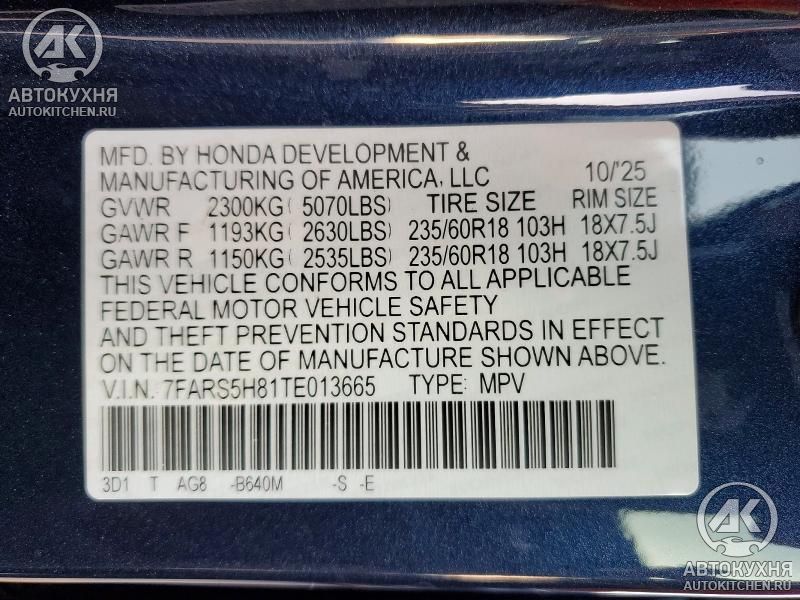 AK
АВТОКУХНЯ
AUTOKITCHEN.RU
MFD. BY HONDA DEVELOPMENT &
MANUFACTURING OF AMERICA, LLC 10/'25
GVWR 2300KG( 5070LBS) TIRE SIZE RIM SIZE
GAWR F 1193KG( 2630LBS) 235/60R18 103H 18X7.5J
GAWR R 1150KG( 2535LBS) 235/60R18 103H 18X7.5J
THIS VEHICLE CONFORMS TO ALL APPLICABLE
FEDERAL MOTOR VEHICLE SAFETY
AND THEFT PREVENTION STANDARDS IN EFFECT
ON THE DATE OF MANUFACTURE SHOWN ABOVE.
V.I.N. 7FARS5H81TE013665 TYPE: MPV
3D1 T AG8 -B640M -S -E
AK
АВТОКУХНЯ
AUTOKITCHEN.RU